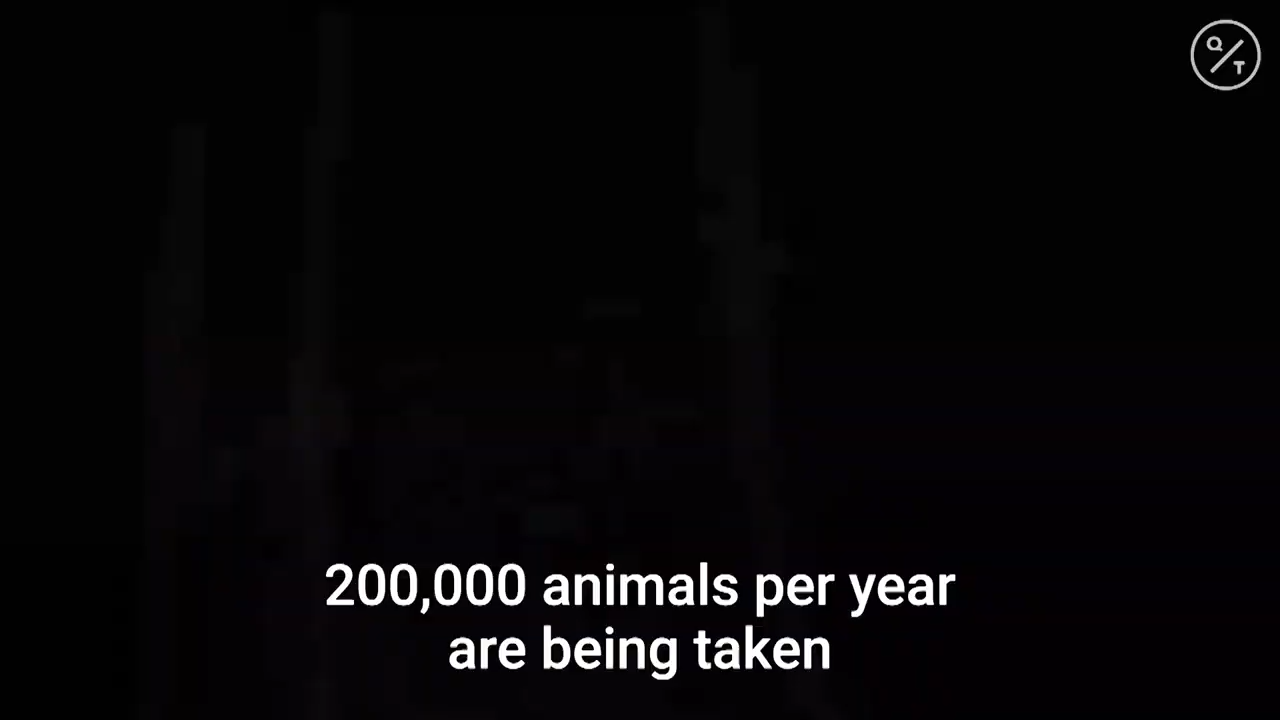 Q/T
200,000 animals per year
are being taken